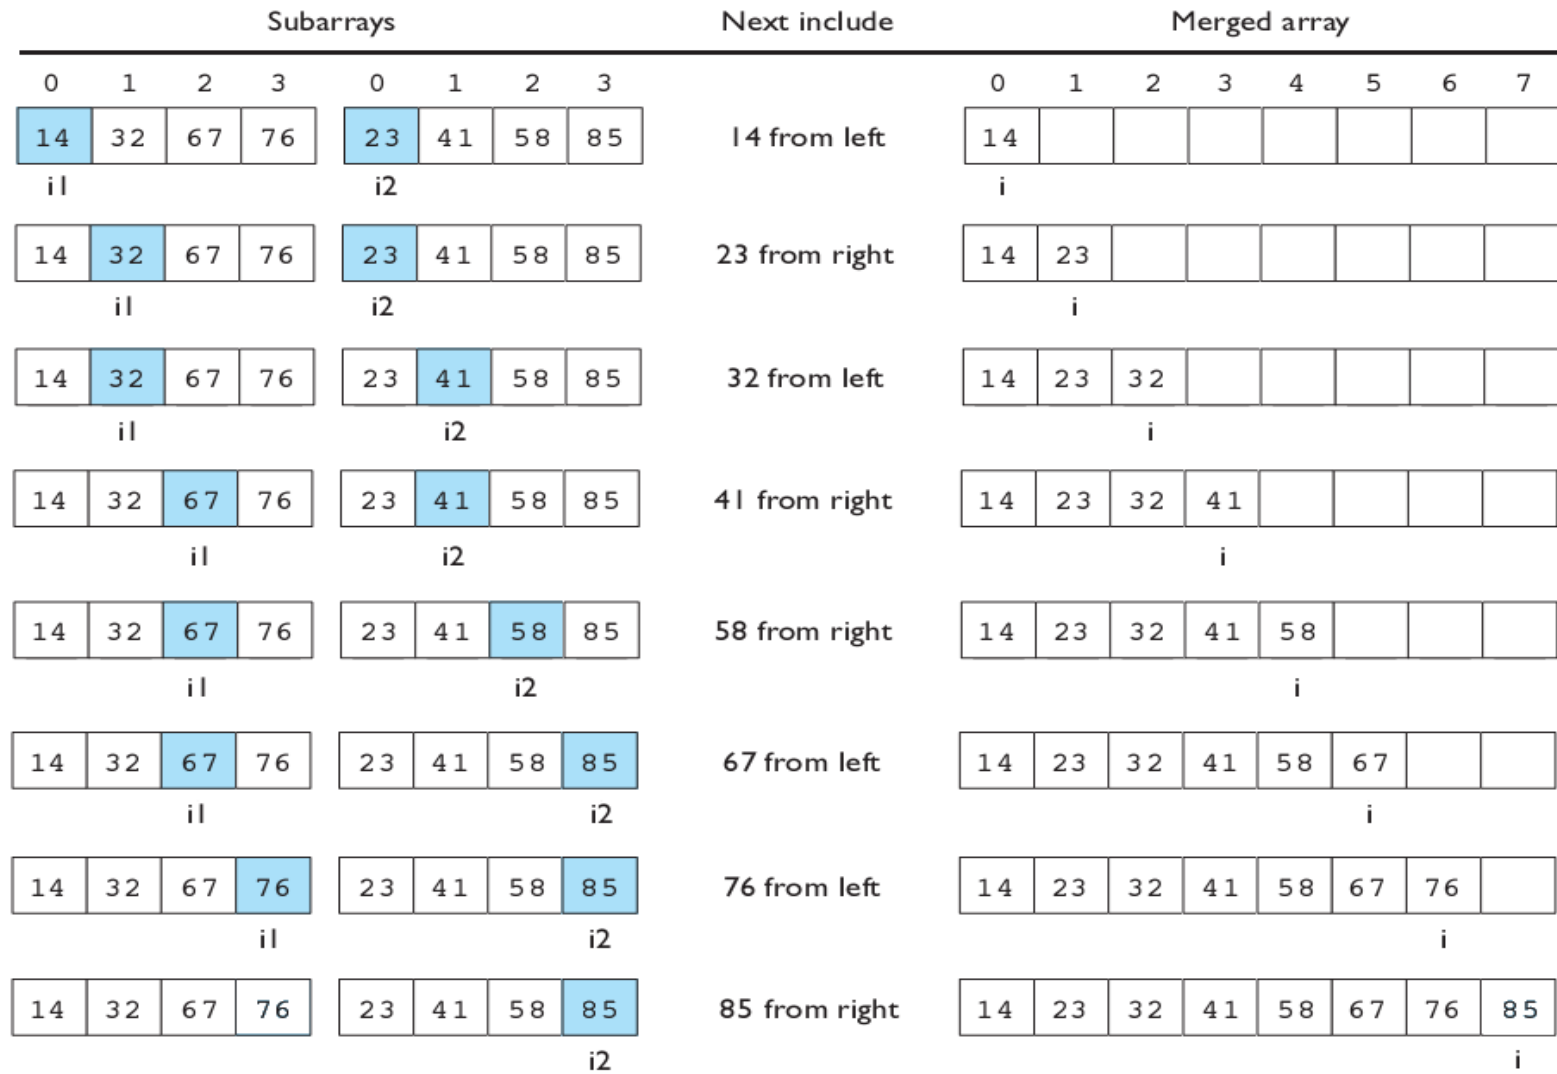 Subarrays Next include Merged array
0 1 2 3 0 1 2 3 0 1 2 3 4 5 6 7
14 32 67 76 23 41 58 85 14 from left 14
i1 i2 i
14 32 67 76 23 41 58 85 23 from right 14 23
i1 i2 i
14 32 67 76 23 41 58 85 32 from left 14 23 32
i1 i2 i
14 32 67 76 23 41 58 85 41 from right 14 23 32 41
i1 i2 i
14 32 67 76 23 41 58 85 58 from right 14 23 32 41 58
i1 i2 i
14 32 67 76 23 41 58 85 67 from left 14 23 32 41 58 67
i1 i2 i
14 32 67 76 23 41 58 85 76 from left 14 23 32 41 58 67 76
i1 i2 i
14 32 67 76 23 41 58 85 85 from right 14 23 32 41 58 67 76 85
i2 i